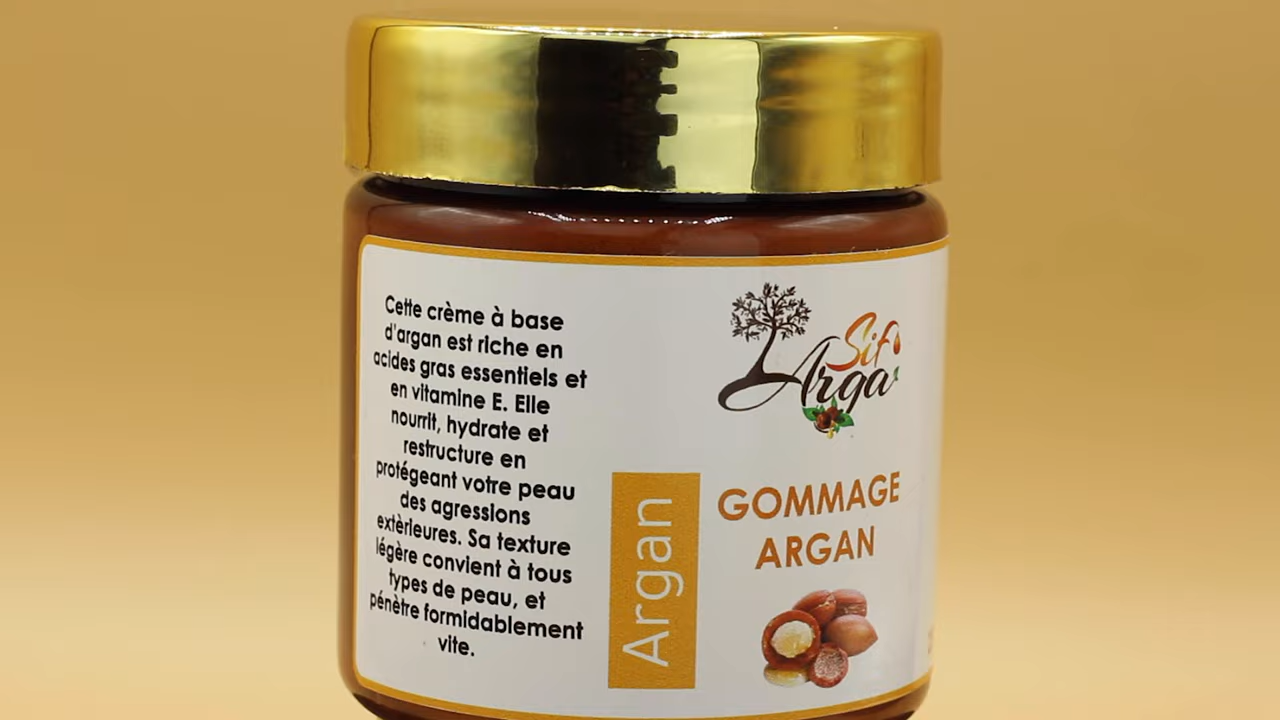 Cette crème à base
d'argan est riche en
acides gras essentiels et
en vitamine E. Elle
nourrit, hydrate et
restructure en
protégeant votre peau
des agressions
extèrieures. Sa texture
légère convient à tous
types de peau, et
pénètre formidablement
vite.
Argan
Sif
Arga
GOMMAGE
ARGAN